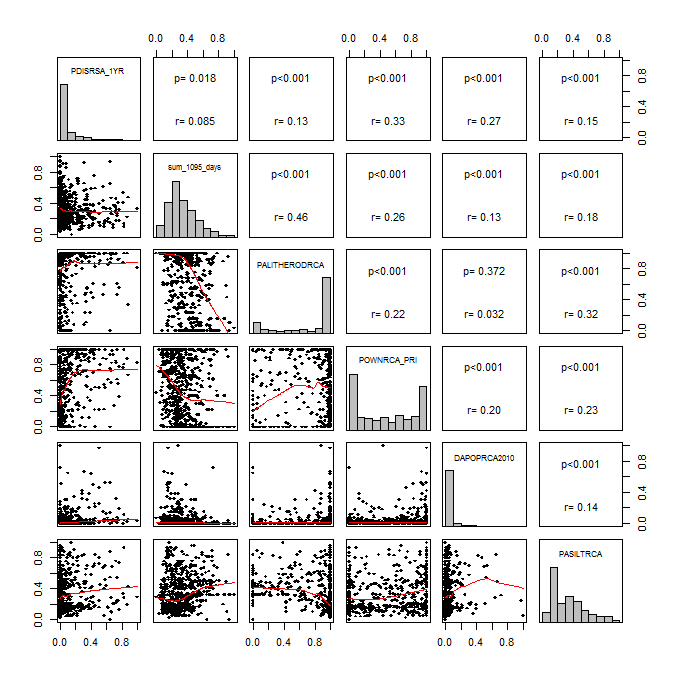 0.0 0.4 0.8 0.0 0.4 0.8 0.0 0.4 0.8
PDISRSA_1YR p= 0.018 p<0.001 p<0.001 p<0.001 p<0.001
r= 0.085 r= 0.13 r= 0.33 r= 0.27 r= 0.15
0.0 0.4 0.8
0.0 0.4 0.8
sum_1095_days p<0.001 p<0.001 p<0.001 p<0.001
r= 0.46 r= 0.26 r= 0.13 r= 0.18
PALITHERODRCA p<0.001 p= 0.372 p<0.001
r= 0.22 r= 0.032 r= 0.32
0.0 0.4 0.8
0.0 0.4 0.8
POWNRCA_PRI p<0.001 p<0.001
r= 0.20 r= 0.23
DAPOPRCA2010 p<0.001
r= 0.14
0.0 0.4 0.8
0.0 0.4 0.8
PASILTRCA
0.0 0.4 0.8 0.0 0.4 0.8 0.0 0.4 0.8